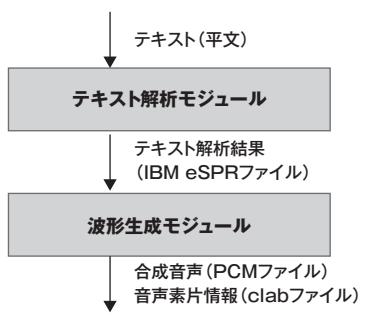 テキスト(平文)
テキスト解析モジュール
テキスト解析結果
(IBM eSPRファイル)
波形生成モジュール
合成音声(PCMファイル)
音声素片情報(clabファイル)